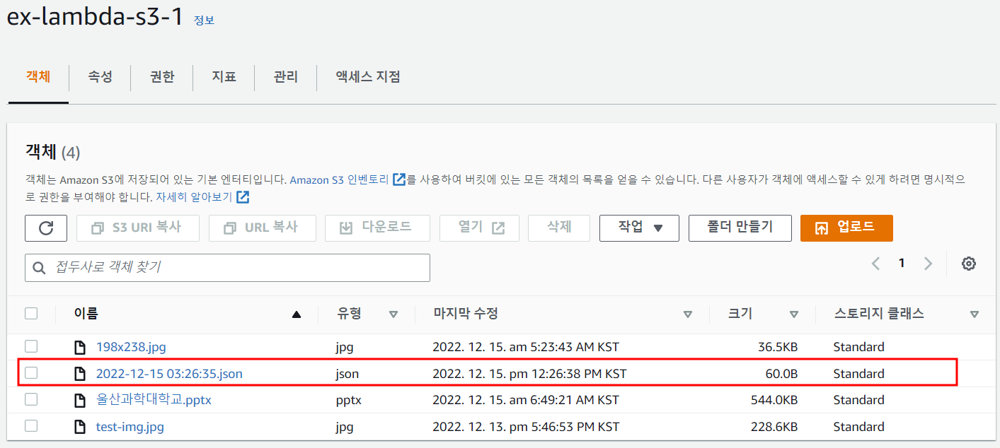 ex-lambda-s3-1 정보
객체 속성 권한 지표 관리 액세스 지점
객체 (4)
객체는 Amazon S3에 저장되어 있는 기본 엔터티입니다. Amazon S3 인벤토리 를 사용하여 버킷에 있는 모든 객체의 목록을 얻을 수 있습니다. 다른 사용자가 객체에 액세스할 수 있게 하려면 명시적으
로 권한을 부여해야 합니다. 자세히 알아보기
S3 URI 복사 URL 복사 다운로드 열기 삭제 작업 폴더 만들기 업로드
접두사로 객체 찾기 1
이름 유형 마지막 수정 크기 스토리지 클래스
198x238.jpg jpg 2022. 12. 15. am 5:23:43 AM KST 36.5KB Standard
2022-12-15 03:26:35.json json 2022. 12. 15. pm 12:26:38 PM KST 60.0B Standard
울산과학대학교.pptx pptx 2022. 12. 15. am 6:49:21 AM KST 544.0KB Standard
test-img.jpg jpg 2022. 12. 13. pm 5:46:53 PM KST 228.6KB Standard